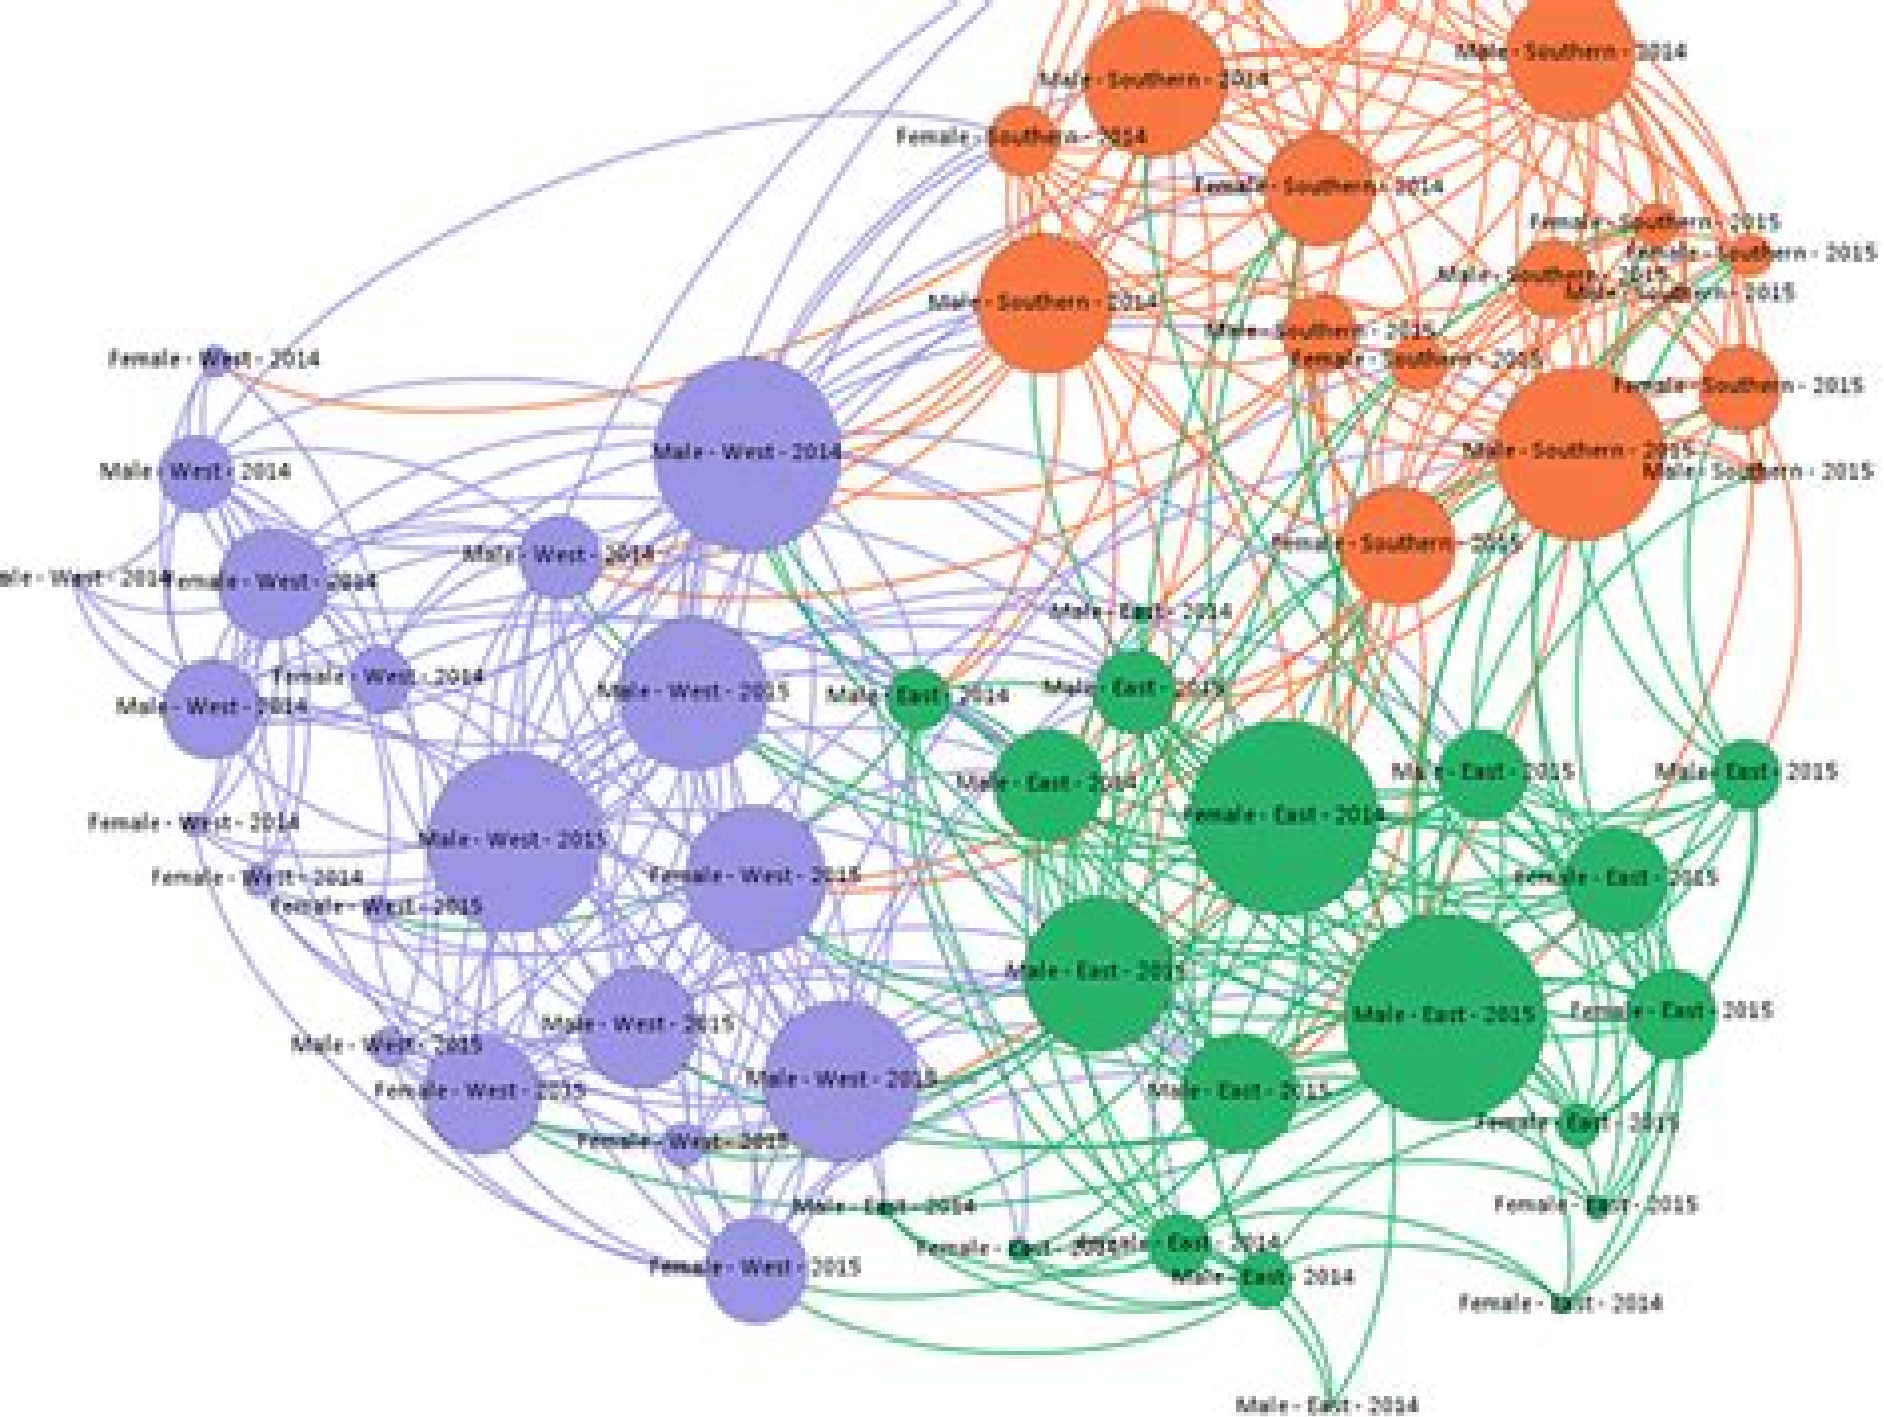 Male - Southern - 2014
Male - Southern - 2014
Female - Southern - 2014
Female - Southern - 2014
Female - Southern - 2015
Female - Southern - 2015
Male - Southern - 2015
Male - Southern - 2015
Male - Southern - 2014
Male - Southern - 2015
Female - Southern - 2015
Female - West - 2014
Female - Southern - 2015
Male - West - 2014
Male - Southern - 2015
Male - West - 2014
Male - Southern - 2015
Female - Southern - 2015
Male - West - 2014
ale - West - 2014
Female - West - 2014
Male - East - 2014
Female - West - 2014
Male - West - 2015
Male - East - 2014
Male - East - 2015
Male - West - 2014
Male - East - 2015
Male - East - 2015
Male - East - 2014
Female - East - 2014
Female - West - 2014
Male - West - 2015
Female - West - 2014
Female - West - 2015
Female - East - 2015
Female - West - 2015
Male - East - 2015
Female - East - 2015
Male - East - 2015
Male - West - 2015
Male - West - 2015
Male - West - 2015
Female - West - 2015
Male - East - 2015
Female - East - 2015
Female - West - 2015
Male - East - 2014
Female - East - 2015
Female - East -
Female - East - 2014
Female - West - 2015
Male - East - 2014
Female - East - 2014
Male - East - 2014